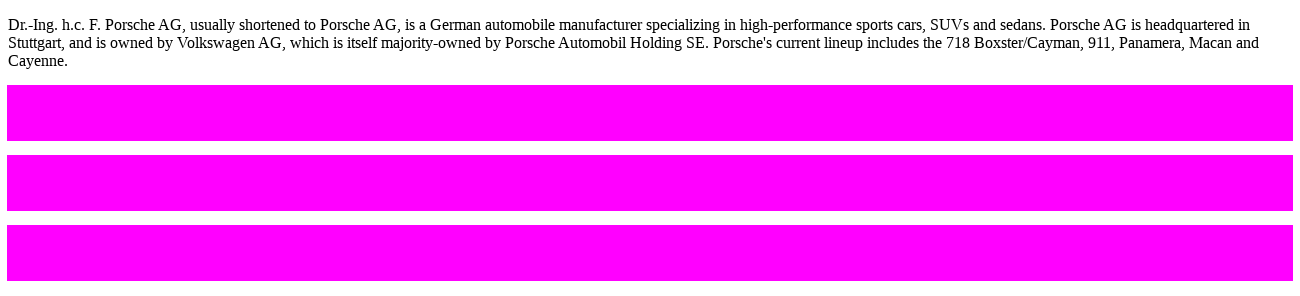 Dr.-Ing. h.c. F. Porsche AG, usually shortened to Porsche AG, is a German automobile manufacturer specializing in high-performance sports cars, SUVs and sedans. Porsche AG is headquartered in
Stuttgart, and is owned by Volkswagen AG, which is itself majority-owned by Porsche Automobil Holding SE. Porsche's current lineup includes the 718 Boxster/Cayman, 911, Panamera, Macan and
Cayenne.